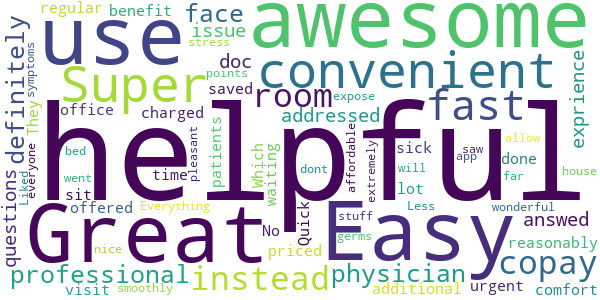 regular
benefit
face
awesome
issue
stress
use
symptoms
definitely
They
Super
doc
points
saved
convenient
room
fast
exprience
office
charged
addressed
expose
helpful
questions
Liked
everyone
bed
went
sit
time
pleasant
patients
Which
waiting
dont
affordable
extremely
sick
will
lot
saw
app
Less
done
far
allow
house
wonderful
Great
offered
Everything
No
Quick
stuff
germs
Easy
answed
reasonably
nice
priced
professional
instead
physician
copay
visit
smoothly
additional
urgent
comfort